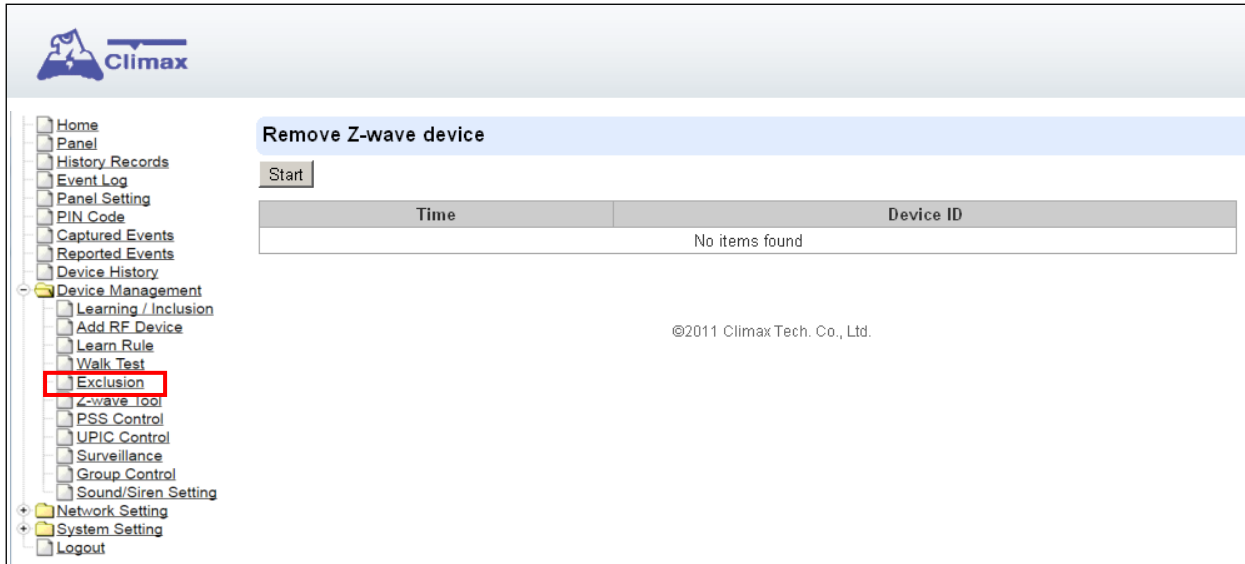 Climax
Home
Panel
History Records
Event Log
Panel Setting
PIN Code
Captured Events
Reported Events
Device History
Device Management
Learning / Inclusion
Add RF Device
Learn Rule
Walk Test
Exclusion
Z-wave Tool
PSS Control
UPIC Control
Surveillance
Group Control
Sound/Siren Setting
Network Setting
System Setting
Logout
Remove Z-wave device
Start
Time Device ID
No items found
©2011 Climax Tech. Co., Ltd.